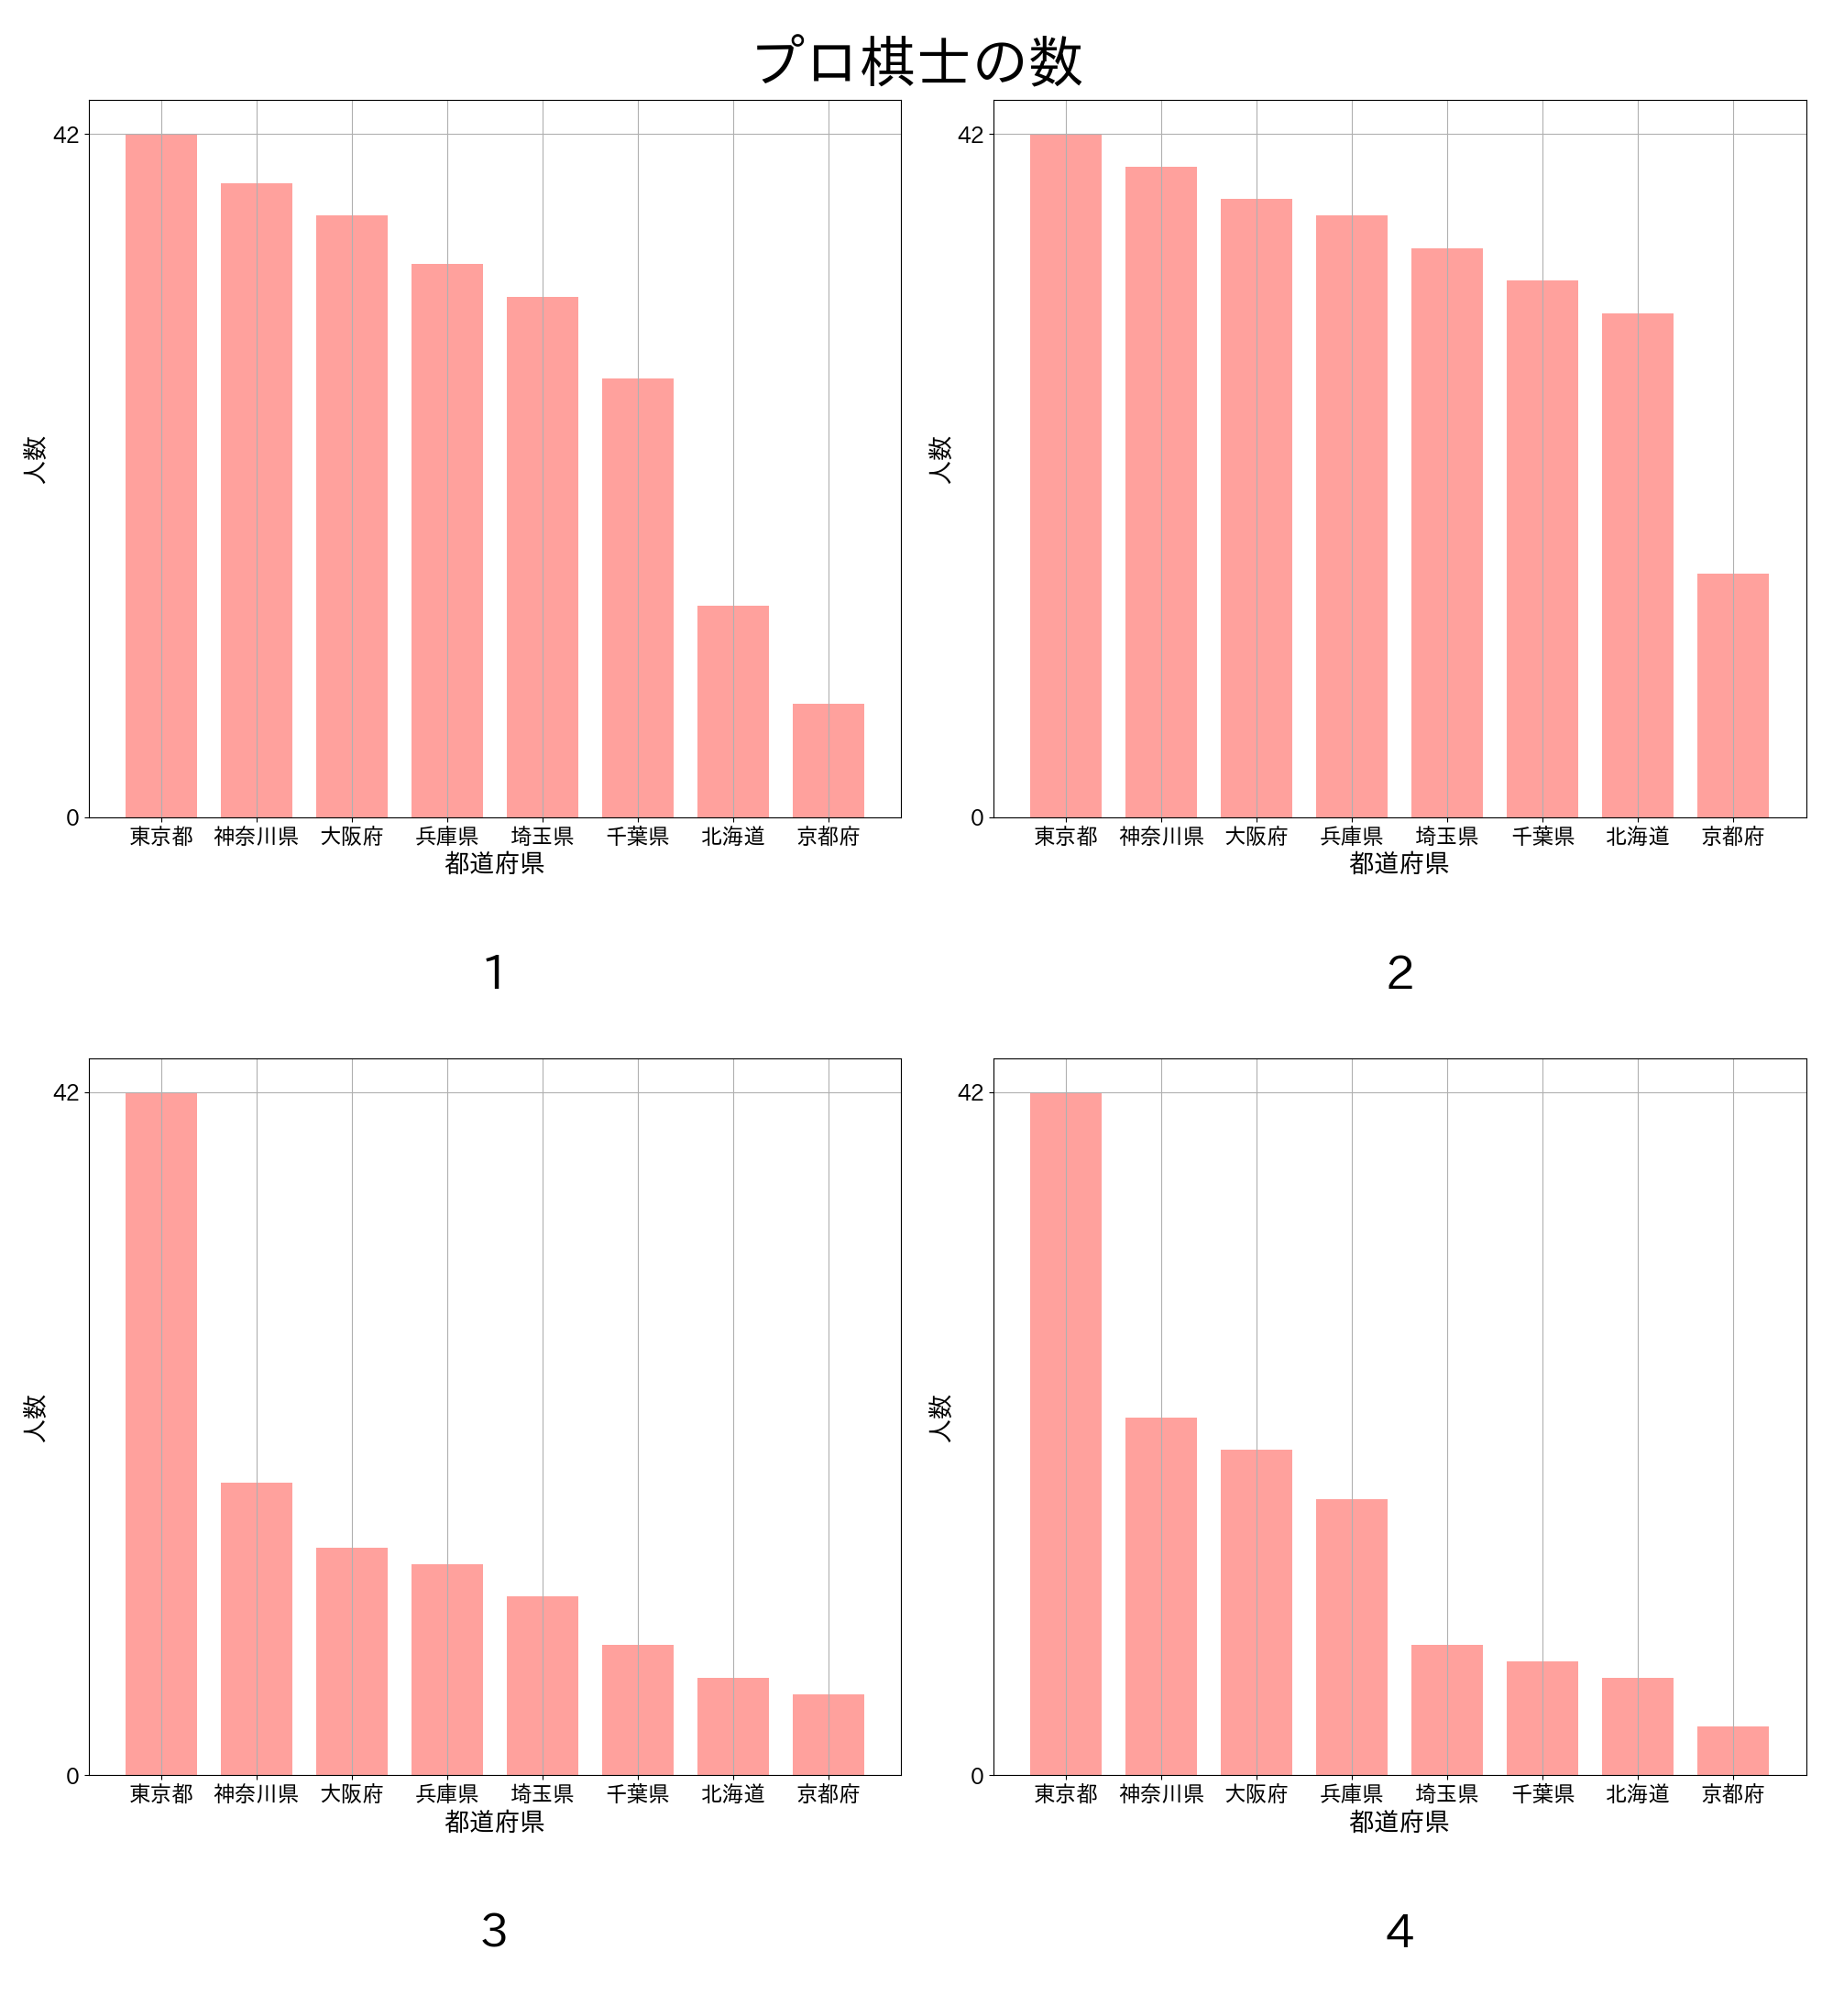 プロ棋士の数
42
0
人数
東京都 神奈川県 大阪府 兵庫県 埼玉県 千葉県 北海道 京都府
都道府県
1
42
0
人数
東京都 神奈川県 大阪府 兵庫県 埼玉県 千葉県 北海道 京都府
都道府県
2
42
0
人数
東京都 神奈川県 大阪府 兵庫県 埼玉県 千葉県 北海道 京都府
都道府県
3
42
0
人数
東京都 神奈川県 大阪府 兵庫県 埼玉県 千葉県 北海道 京都府
都道府県
4